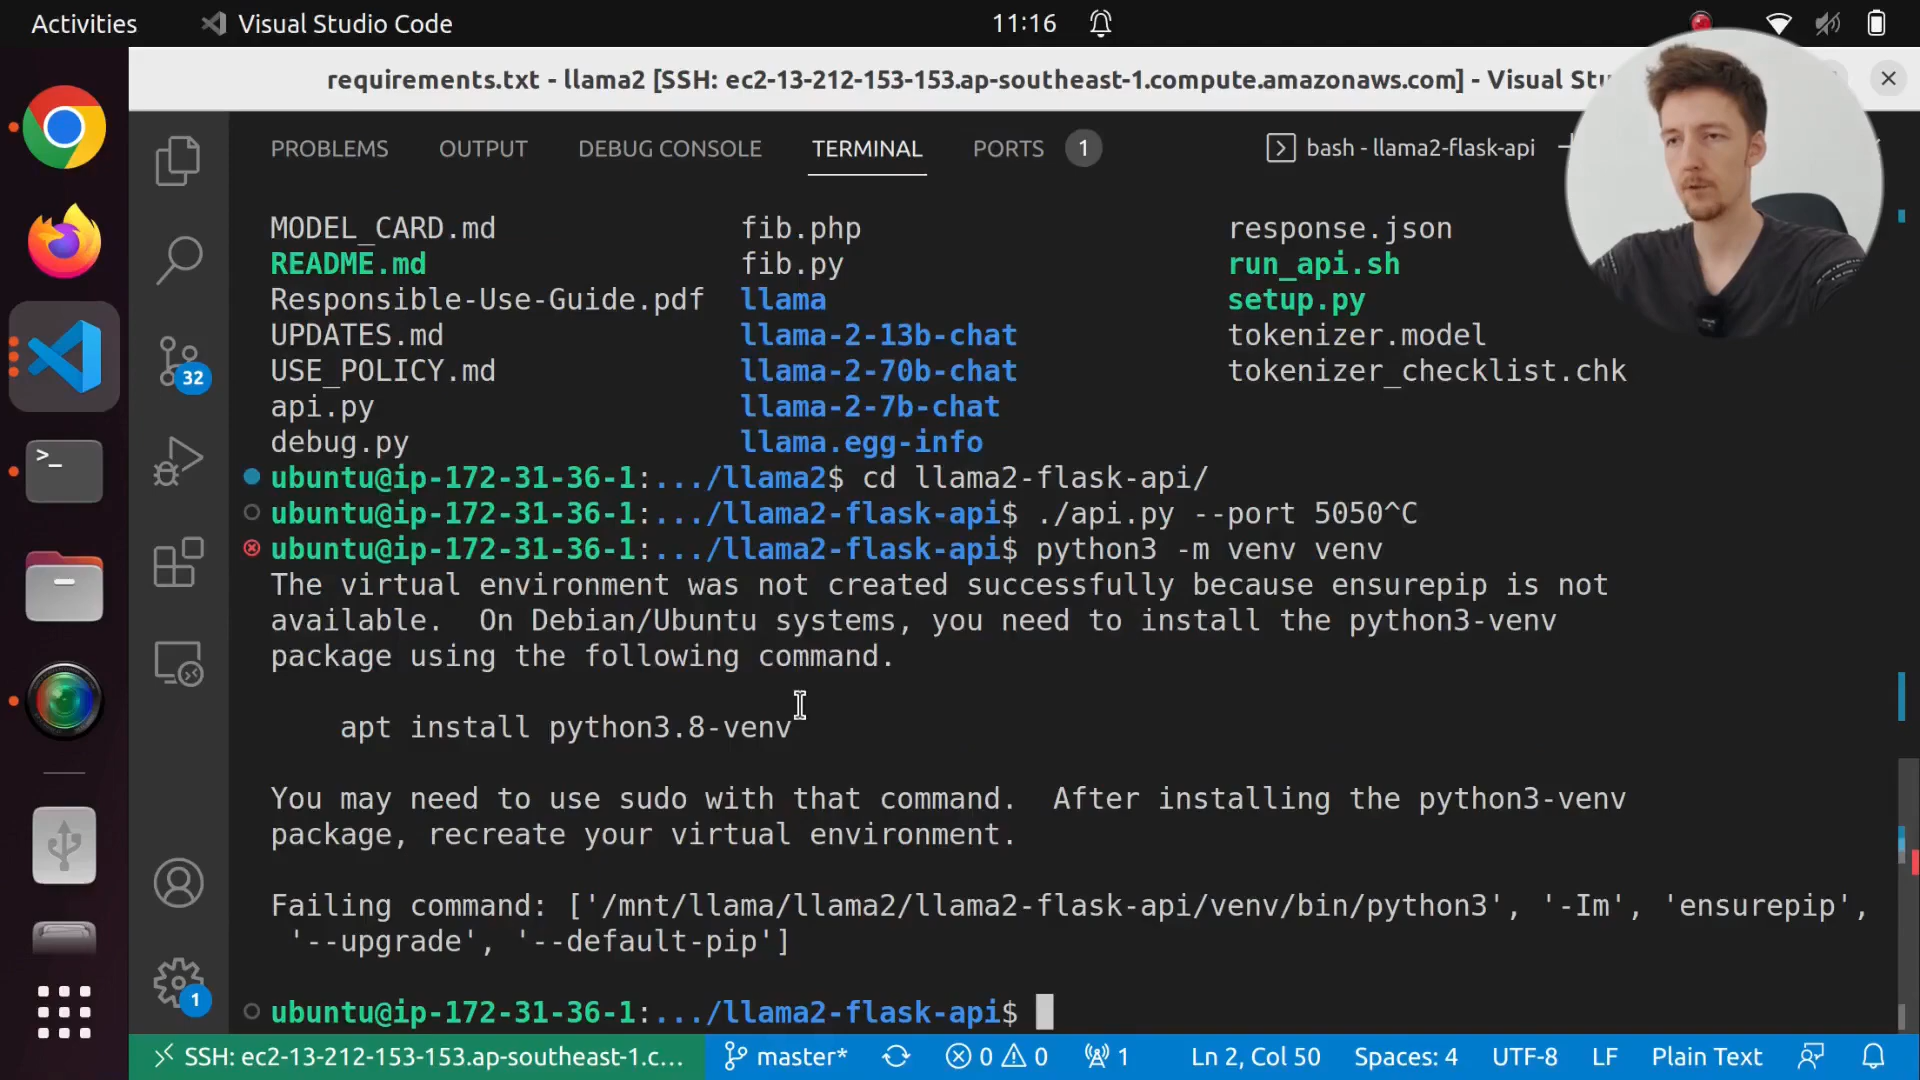 Activities
Visual Studio Code
11:16
requirements.txt - llama2 [SSH: ec2-13-212-153-153.ap-southeast-1.compute.amazonaws.com] - Visual Stu
PROBLEMS OUTPUT DEBUG CONSOLE TERMINAL PORTS 1 bash - llama2-flask-api
MODEL_CARD.md fib.php response.json
README.md fib.py run_api.sh
Responsible-Use-Guide.pdf llama setup.py
UPDATES.md llama-2-13b-chat tokenizer.model
USE_POLICY.md llama-2-70b-chat tokenizer_checklist.chk
api.py llama-2-7b-chat
debug.py llama.egg-info
ubuntu@ip-172-31-36-1:.../llama2$ cd llama2-flask-api/
ubuntu@ip-172-31-36-1:.../llama2-flask-api$ ./api.py --port 5050^C
ubuntu@ip-172-31-36-1:.../llama2-flask-api$ python3 -m venv venv
The virtual environment was not created successfully because ensurepip is not
available.  On Debian/Ubuntu systems, you need to install the python3-venv
package using the following command.
apt install python3.8-venv
You may need to use sudo with that command.  After installing the python3-venv
package, recreate your virtual environment.
Failing command: ['/mnt/llama/llama2/llama2-flask-api/venv/bin/python3', '-Im', 'ensurepip',
'--upgrade', '--default-pip']
ubuntu@ip-172-31-36-1:.../llama2-flask-api$
32
1
SSH: ec2-13-212-153-153.ap-southeast-1.c... master* 0 0 1 Ln 2, Col 50 Spaces: 4 UTF-8 LF Plain Text